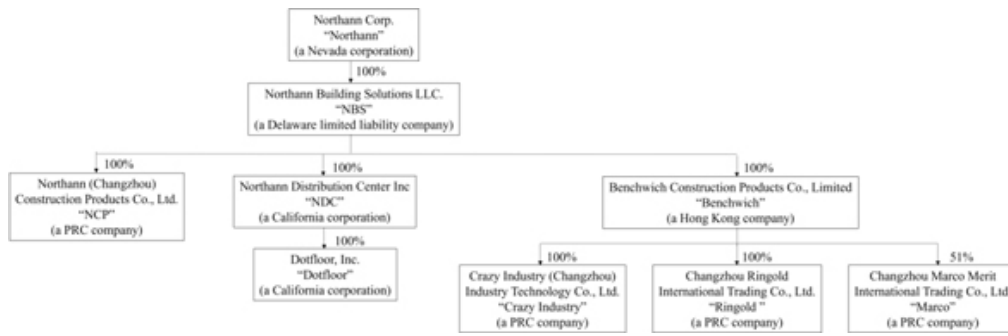 Northann Corp.
“Northann”
(a Nevada corporation)
100%
Northann Building Solutions LLC.
“NBS”
(a Delaware limited liability company)
100%
Northann (Changzhou)
Construction Products Co., Ltd.
“NCP”
(a PRC company)
100%
Northann Distribution Center Inc
“NDC”
(a California corporation)
100%
Benchwich Construction Products Co., Limited
“Benchwich”
(a Hong Kong company)
100%
Dotfloor, Inc.
“Dotfloor”
(a California corporation)
100%
Crazy Industry (Changzhou)
Industry Technology Co., Ltd.
“Crazy Industry”
(a PRC company)
100%
Changzhou Ringold
International Trading Co., Ltd.
“Ringold ”
(a PRC company)
51%
Changzhou Marco Merit
International Trading Co., Ltd
“Marco”
(a PRC company)